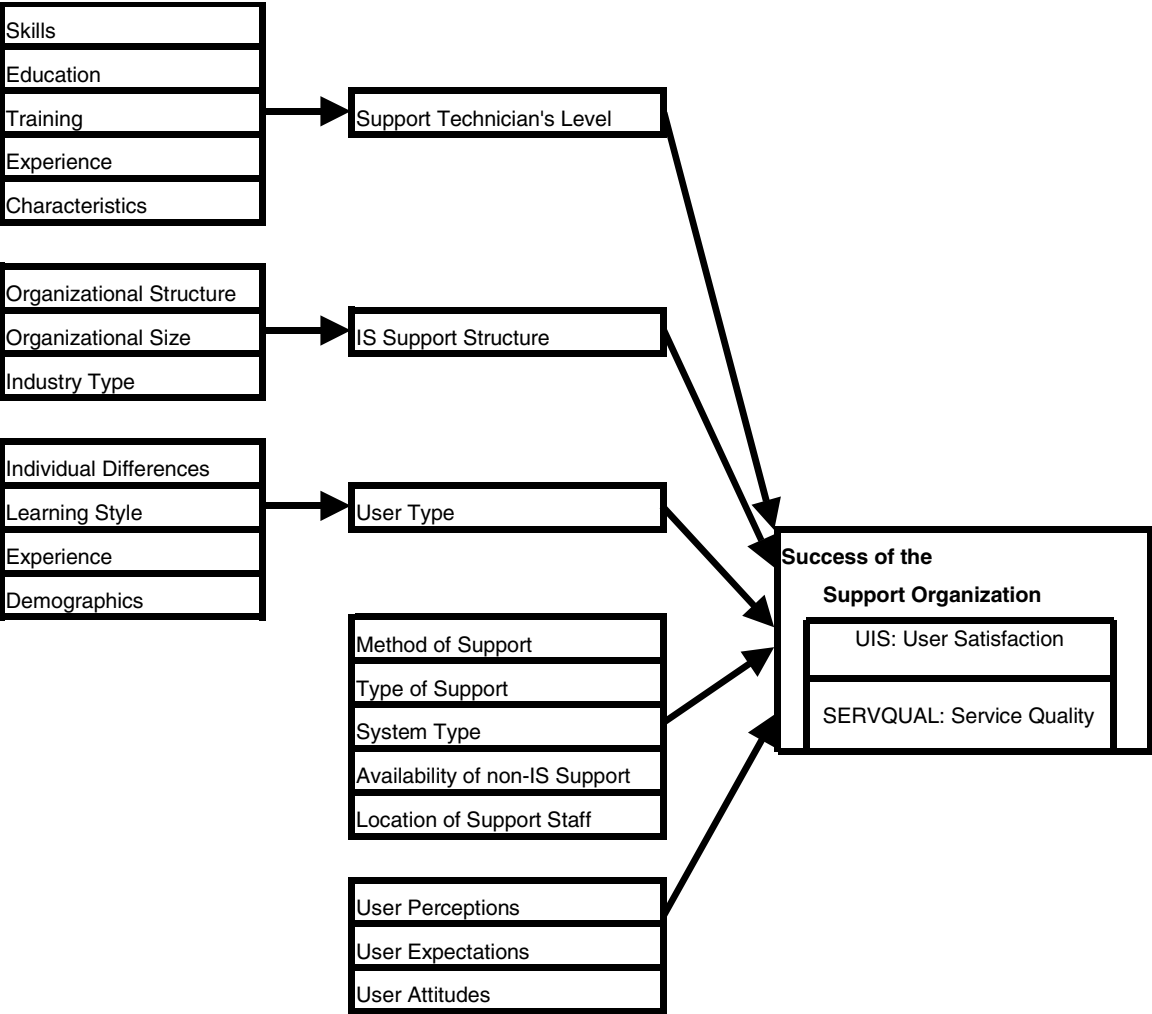 Skills
Education
Training
Experience
Characteristics
Support Technician's Level
Organizational Structure
Organizational Size
Industry Type
IS Support Structure
Individual Differences
Learning Style
Experience
Demographics
User Type
Method of Support
Type of Support
System Type
Availability of non-IS Support
Location of Support Staff
User Perceptions
User Expectations
User Attitudes
Success of the
Support Organization
UIS: User Satisfaction
SERVQUAL: Service Quality